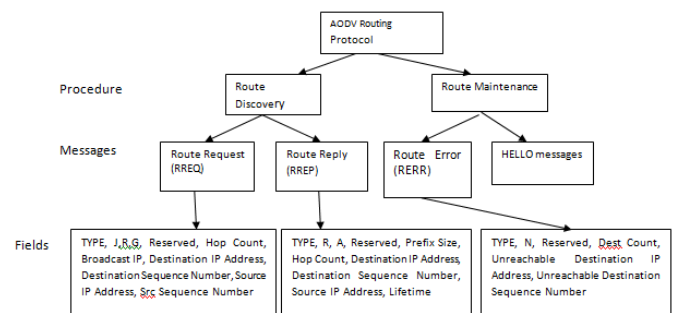 AODV Routing
Protocol
Procedure
Route
Discovery
Route Maintenance
Messages
Route Request
(RREQ)
Route Reply
(RREP)
Route Error
(RERR)
HELLO messages
Fields
TYPE, J,R,G, Reserved, Hop Count,
Broadcast IP, Destination IP Address,
Destination Sequence Number, Source
IP Address, Src Sequence Number
TYPE, R, A, Reserved, Prefix Size,
Hop Count, Destination IP Address,
Destination Sequence Number,
Source IP Address, Lifetime
TYPE, N, Reserved, Dest Count,
Unreachable Destination IP
Address, Unreachable Destination
Sequence Number